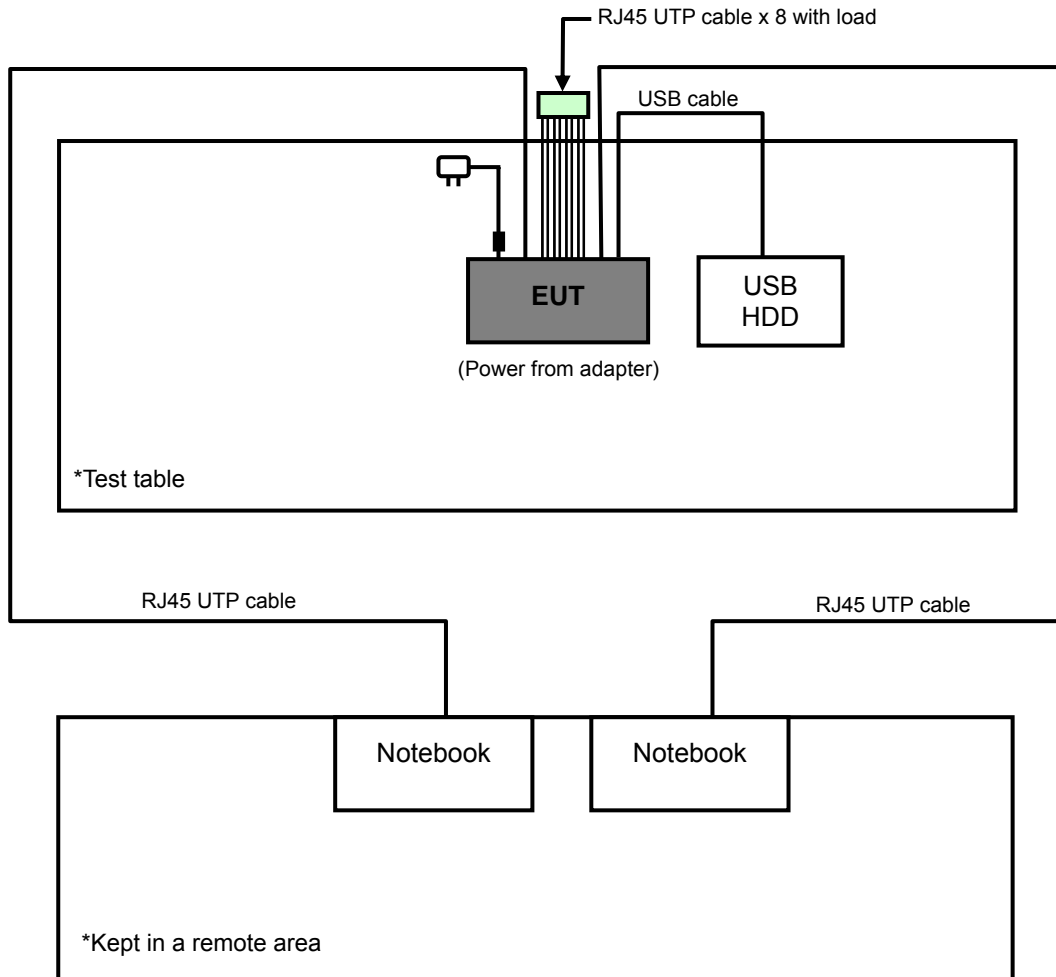 RJ45 UTP cable x 8 with load
USB cable
EUT
USB
HDD
(Power from adapter)
*Test table
RJ45 UTP cable
RJ45 UTP cable
Notebook
Notebook
*Kept in a remote area